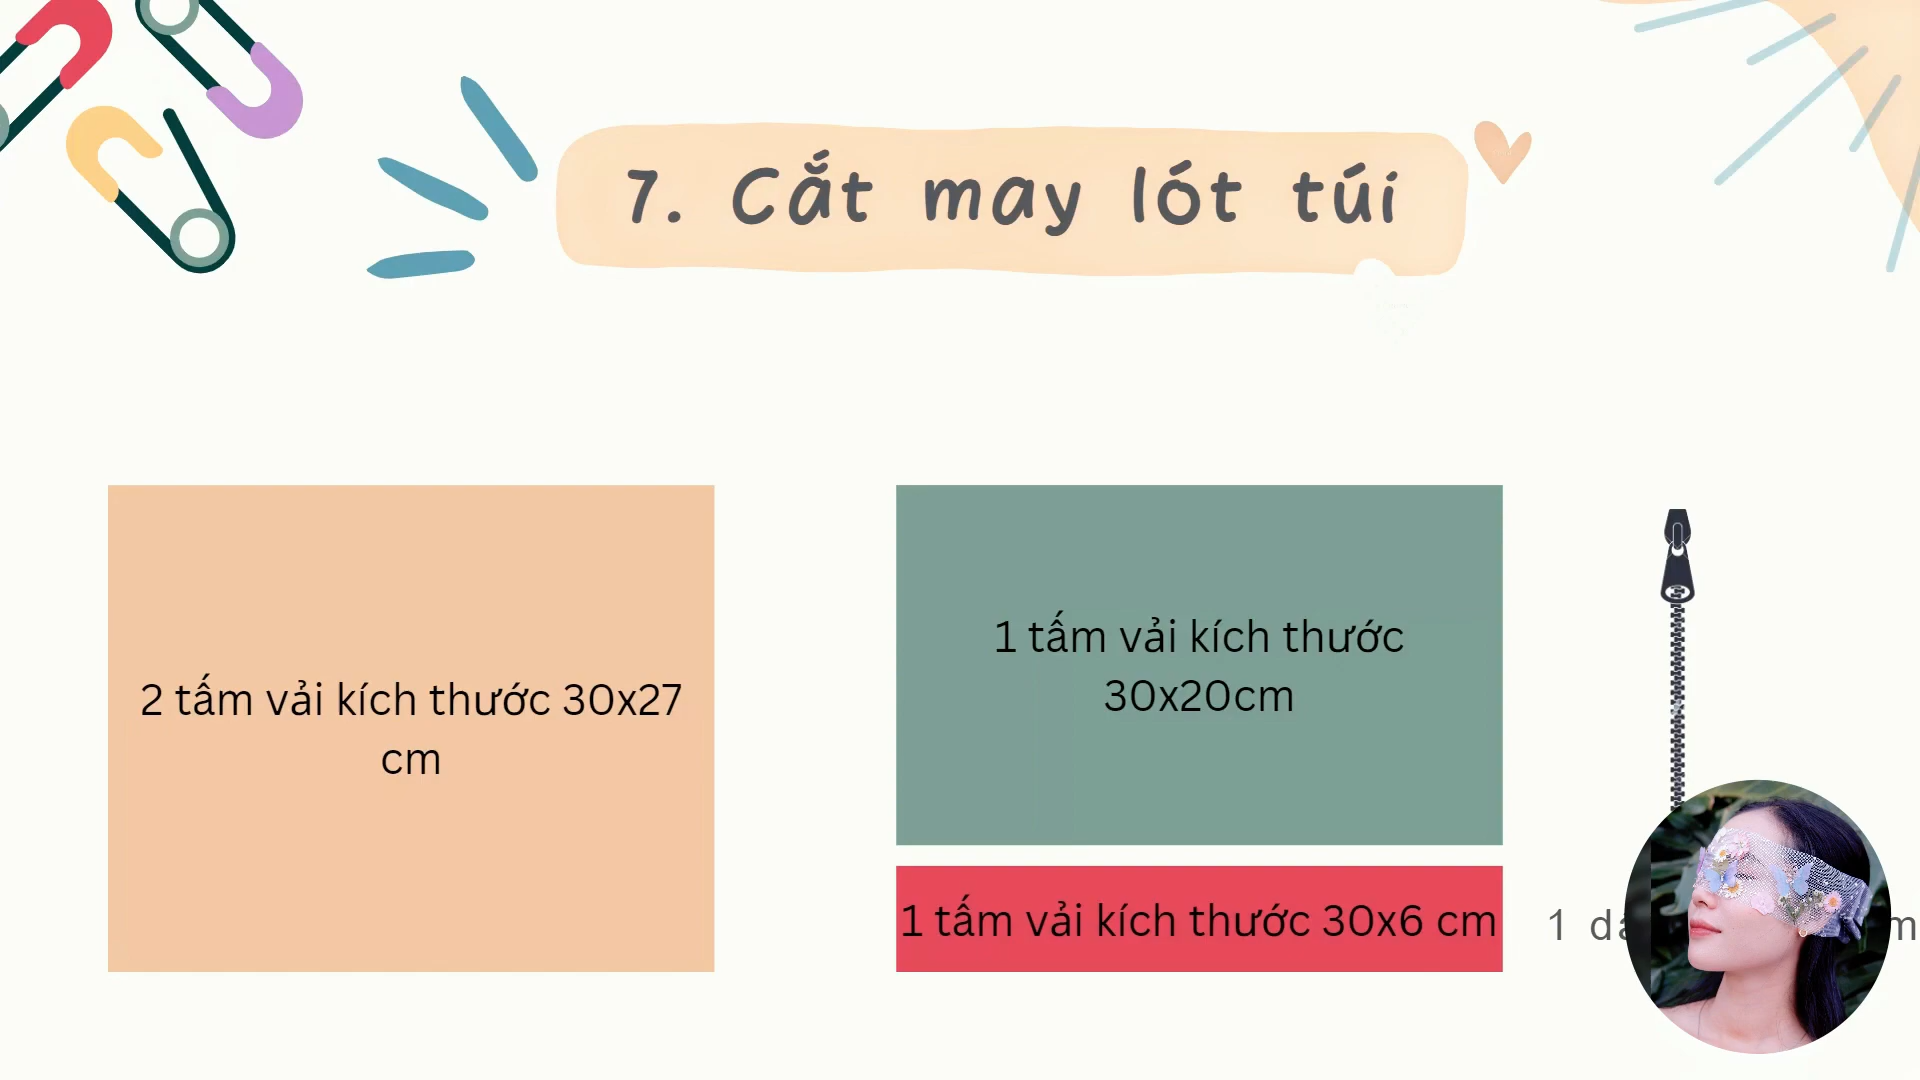 7. Cắt may lót túi
2 tấm vải kích thước 30x27
cm
1 tấm vải kích thước
30x20cm
1 tấm vải kích thước 30x6 cm
1